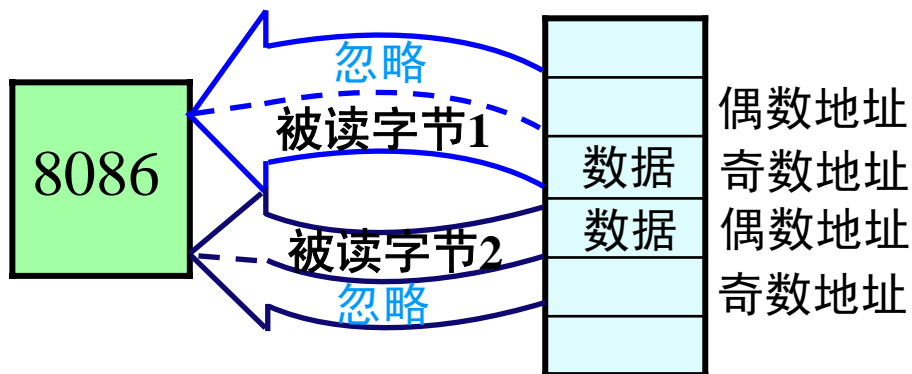 忽略
偶数地址
被读字节1
8086
数据
奇数地址
数据
偶数地址
被读字节2
忽略
奇数地址